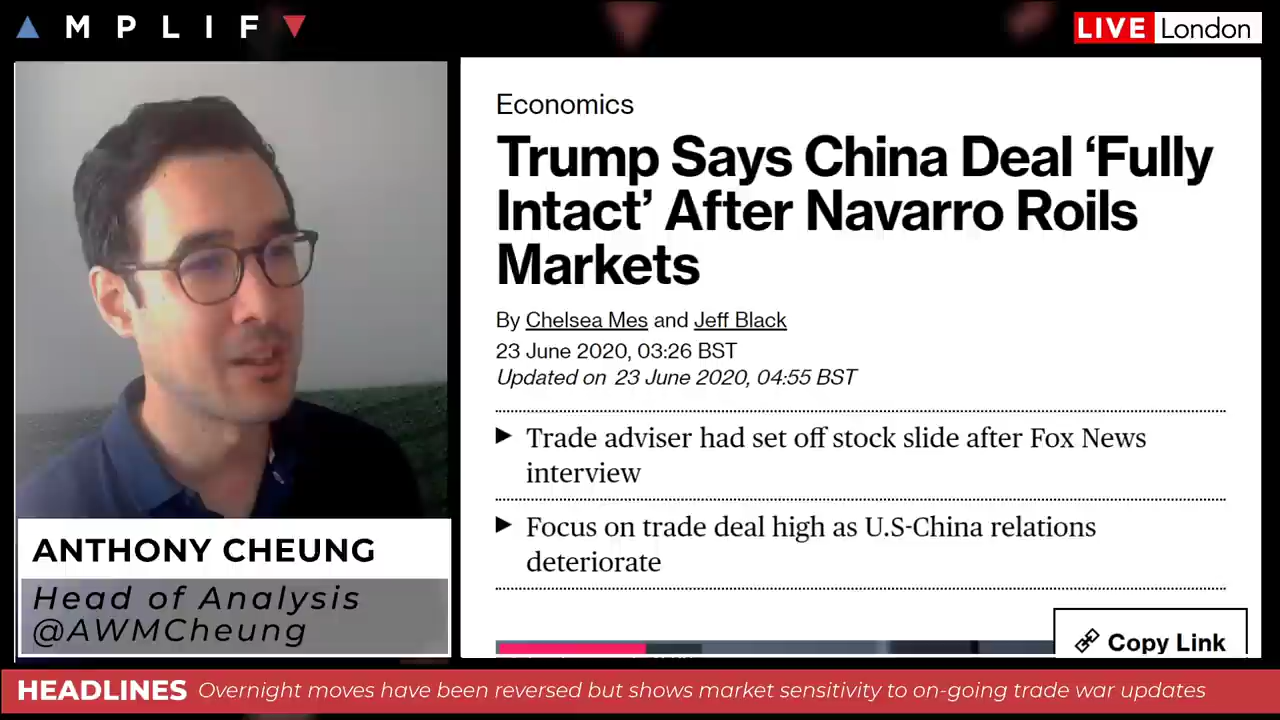 AMPLIFY
LIVE London
Economics
Trump Says China Deal ‘Fully
Intact’ After Navarro Roils
Markets
By Chelsea Mes and Jeff Black
23 June 2020, 03:26 BST
Updated on 23 June 2020, 04:55 BST
Trade adviser had set off stock slide after Fox News
interview
Focus on trade deal high as U.S-China relations
deteriorate
Copy Link
ANTHONY CHEUNG
Head of Analysis
@AWMCheung
HEADLINES Overnight moves have been reversed but shows market sensitivity to on-going trade war updates